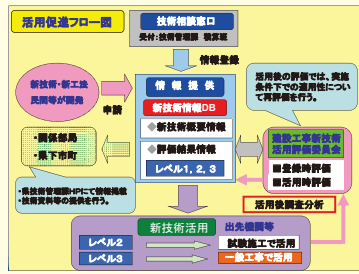 活用促進フロー図
技術相談窓口
受付:技術管理課 積算班
情報登録
新技術・新工法
民間等が開発
申請
情報提供
新技術情報DB
◆新技術概要情報
◆評価結果情報
レベル1, 2, 3
活用後の評価では、実施
条件下での適用性につい
て再評価を行う。
・関係部局
・県下市町
建設工事新技術
活用評価委員会
■登録時評価
■活用時評価
・県技術管理課HPにて情報掲載
・技術資料等の提供を行う。
活用後調査分析
新技術活用
出先機関等
レベル2
試験施工で活用
レベル3
一般工事で活用